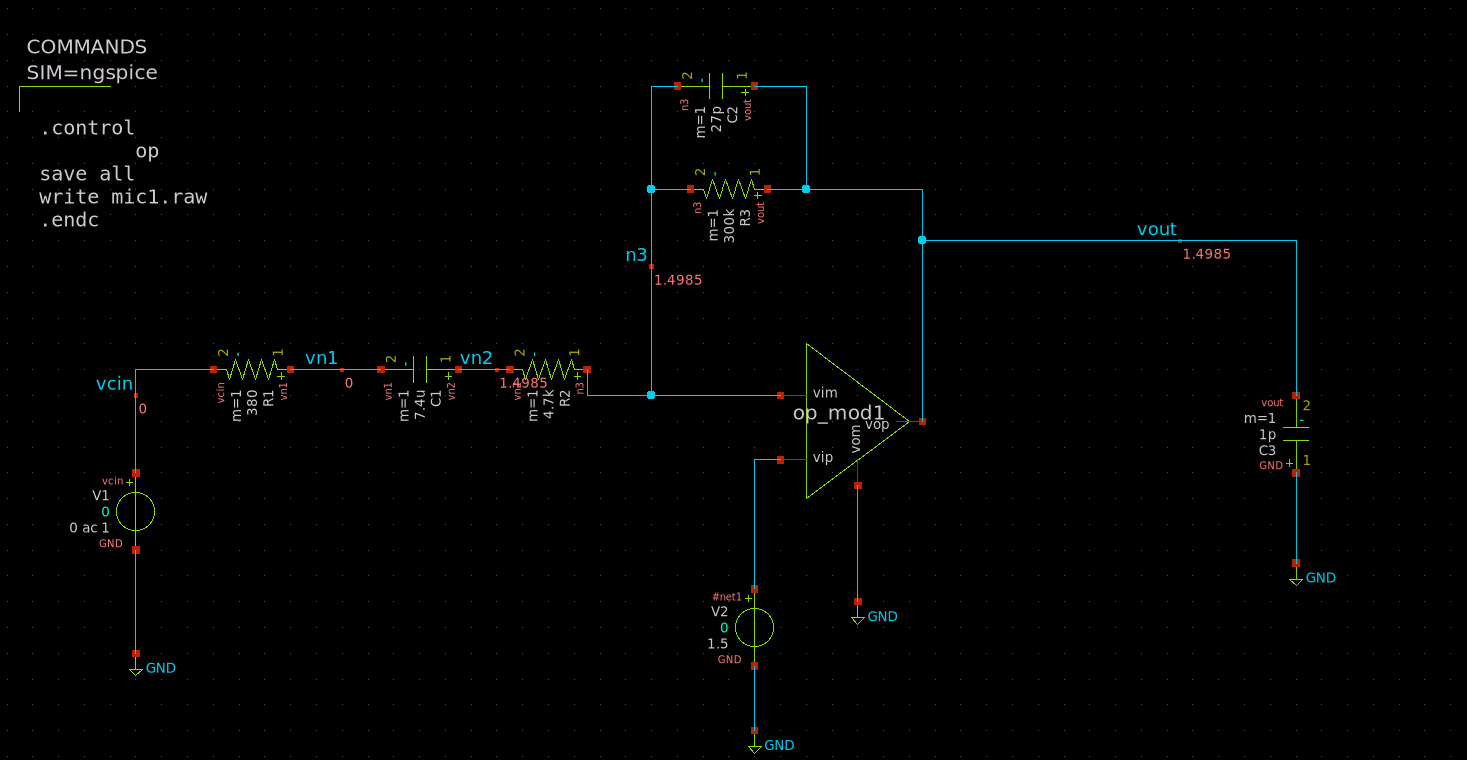 COMMANDS
SIM=ngspice
.control
op
save all
write mic1.raw
.endc
2 - 1 +
n3
m=1
27p
C2
vout
2 - 1 +
n3
m=1
300k
R3
vout
n3
1.4985
vout
1.4985
vcin
0
2 - 1 +
vcin
m=1
380
R1
vn1
vn1
0
2 - 1 +
vn1
m=1
7.4u
C1
vn2
vn2
1.4985
2 - 1 +
m=1
4.7k
R2
n3
vim
op_mod1
vop
vom
vip
vcin +
V1
0
0 ac 1
GND
GND
#net1 +
V2
0
1.5
GND
GND
GND
vout 2
m=1 -
1p
C3
GND + 1
GND